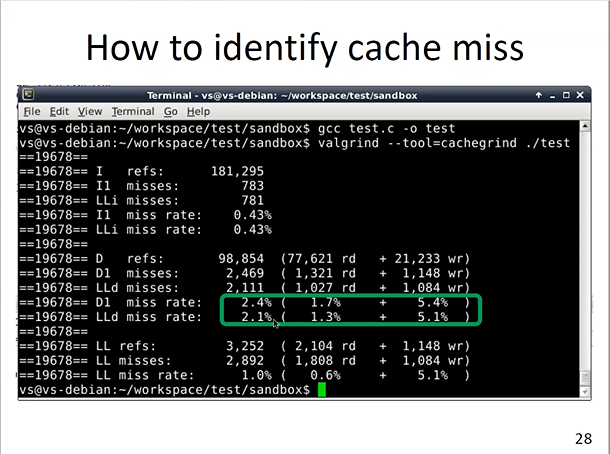 How to identify cache miss
Terminal - vs@vs-debian: ~/workspace/test/sandbox
File Edit View Terminal Go Help
vs@vs-debian:~/workspace/test/sandbox$ gcc test.c -o test
vs@vs-debian:~/workspace/test/sandbox$ valgrind --tool=cachegrind ./test
==19678==
==19678== I   refs:      181,295
==19678== I1  misses:        783
==19678== LLi misses:        781
==19678== I1  miss rate:    0.43%
==19678== LLi miss rate:    0.43%
==19678==
==19678== D   refs:       98,854  (77,621 rd   + 21,233 wr)
==19678== D1  misses:      2,469  ( 1,321 rd   +  1,148 wr)
==19678== LLd misses:      2,111  ( 1,027 rd   +  1,084 wr)
==19678== D1  miss rate:     2.4% (   1.7%     +    5.4%  )
==19678== LLd miss rate:     2.1% (   1.3%     +    5.1%  )
==19678==
==19678== LL refs:         3,252  ( 2,104 rd   +  1,148 wr)
==19678== LL misses:       2,892  ( 1,808 rd   +  1,084 wr)
==19678== LL miss rate:      1.0% (   0.6%     +    5.1%  )
vs@vs-debian:~/workspace/test/sandbox$
28